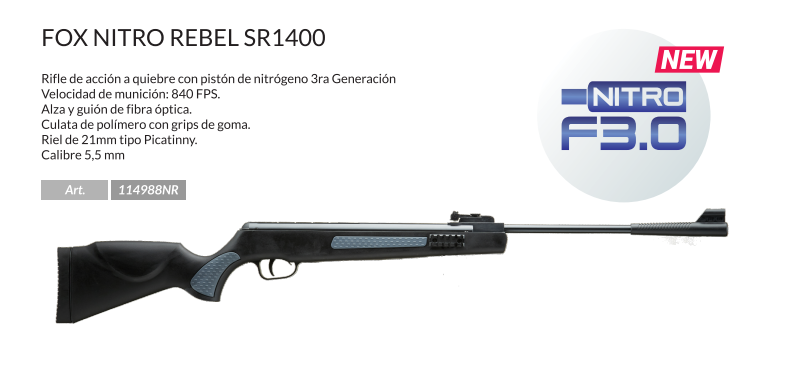 FOX NITRO REBEL SR1400
NEW
Rifle de acción a quiebre con pistón de nitrógeno 3ra Generación
Velocidad de munición: 840 FPS.
Alza y guión de fibra óptica.
Culata de polímero con grips de goma.
Riel de 21mm tipo Picatinny.
Calibre 5,5 mm
NITRO
F3.0
Art. 114988NR